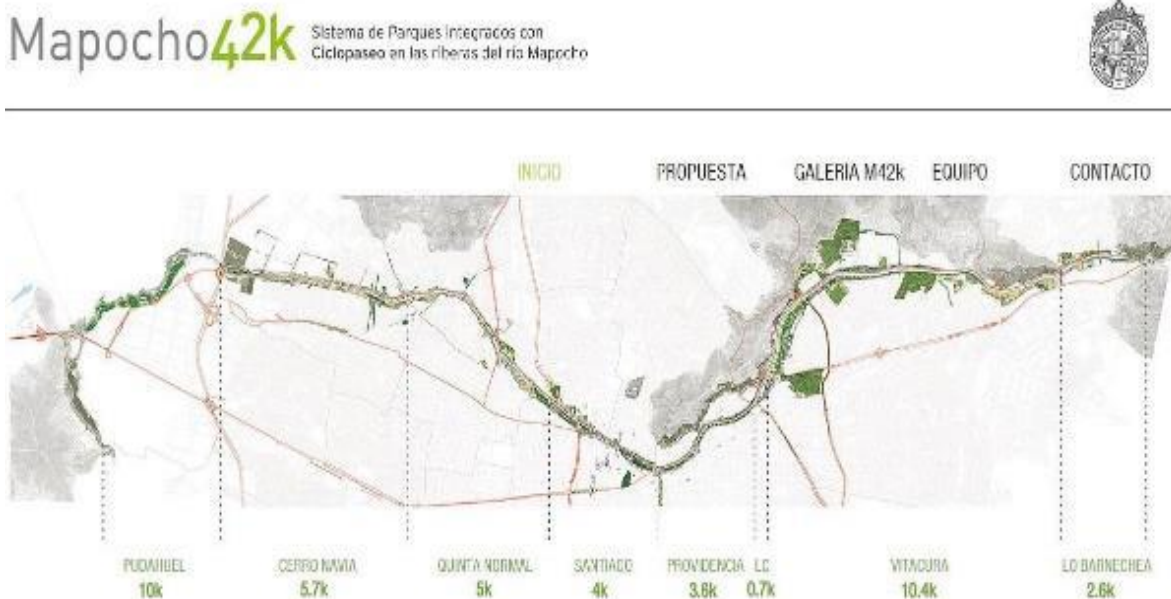 Mapocho42k
Sistema de Parques Integrados con
Ciclopaseo en las riberas del río Mapocho
INICIO PROPUESTA GALERIA M42k EQUIPO CONTACTO
PUDAHUEL CERRO NAVIA QUINTA NORMAL SANTIAGO PROVIDENCIA LC VITACURA LO BARNECHEA
10k 5.7k 5k 4k 3.8k 0.7k 10.4k 2.6k